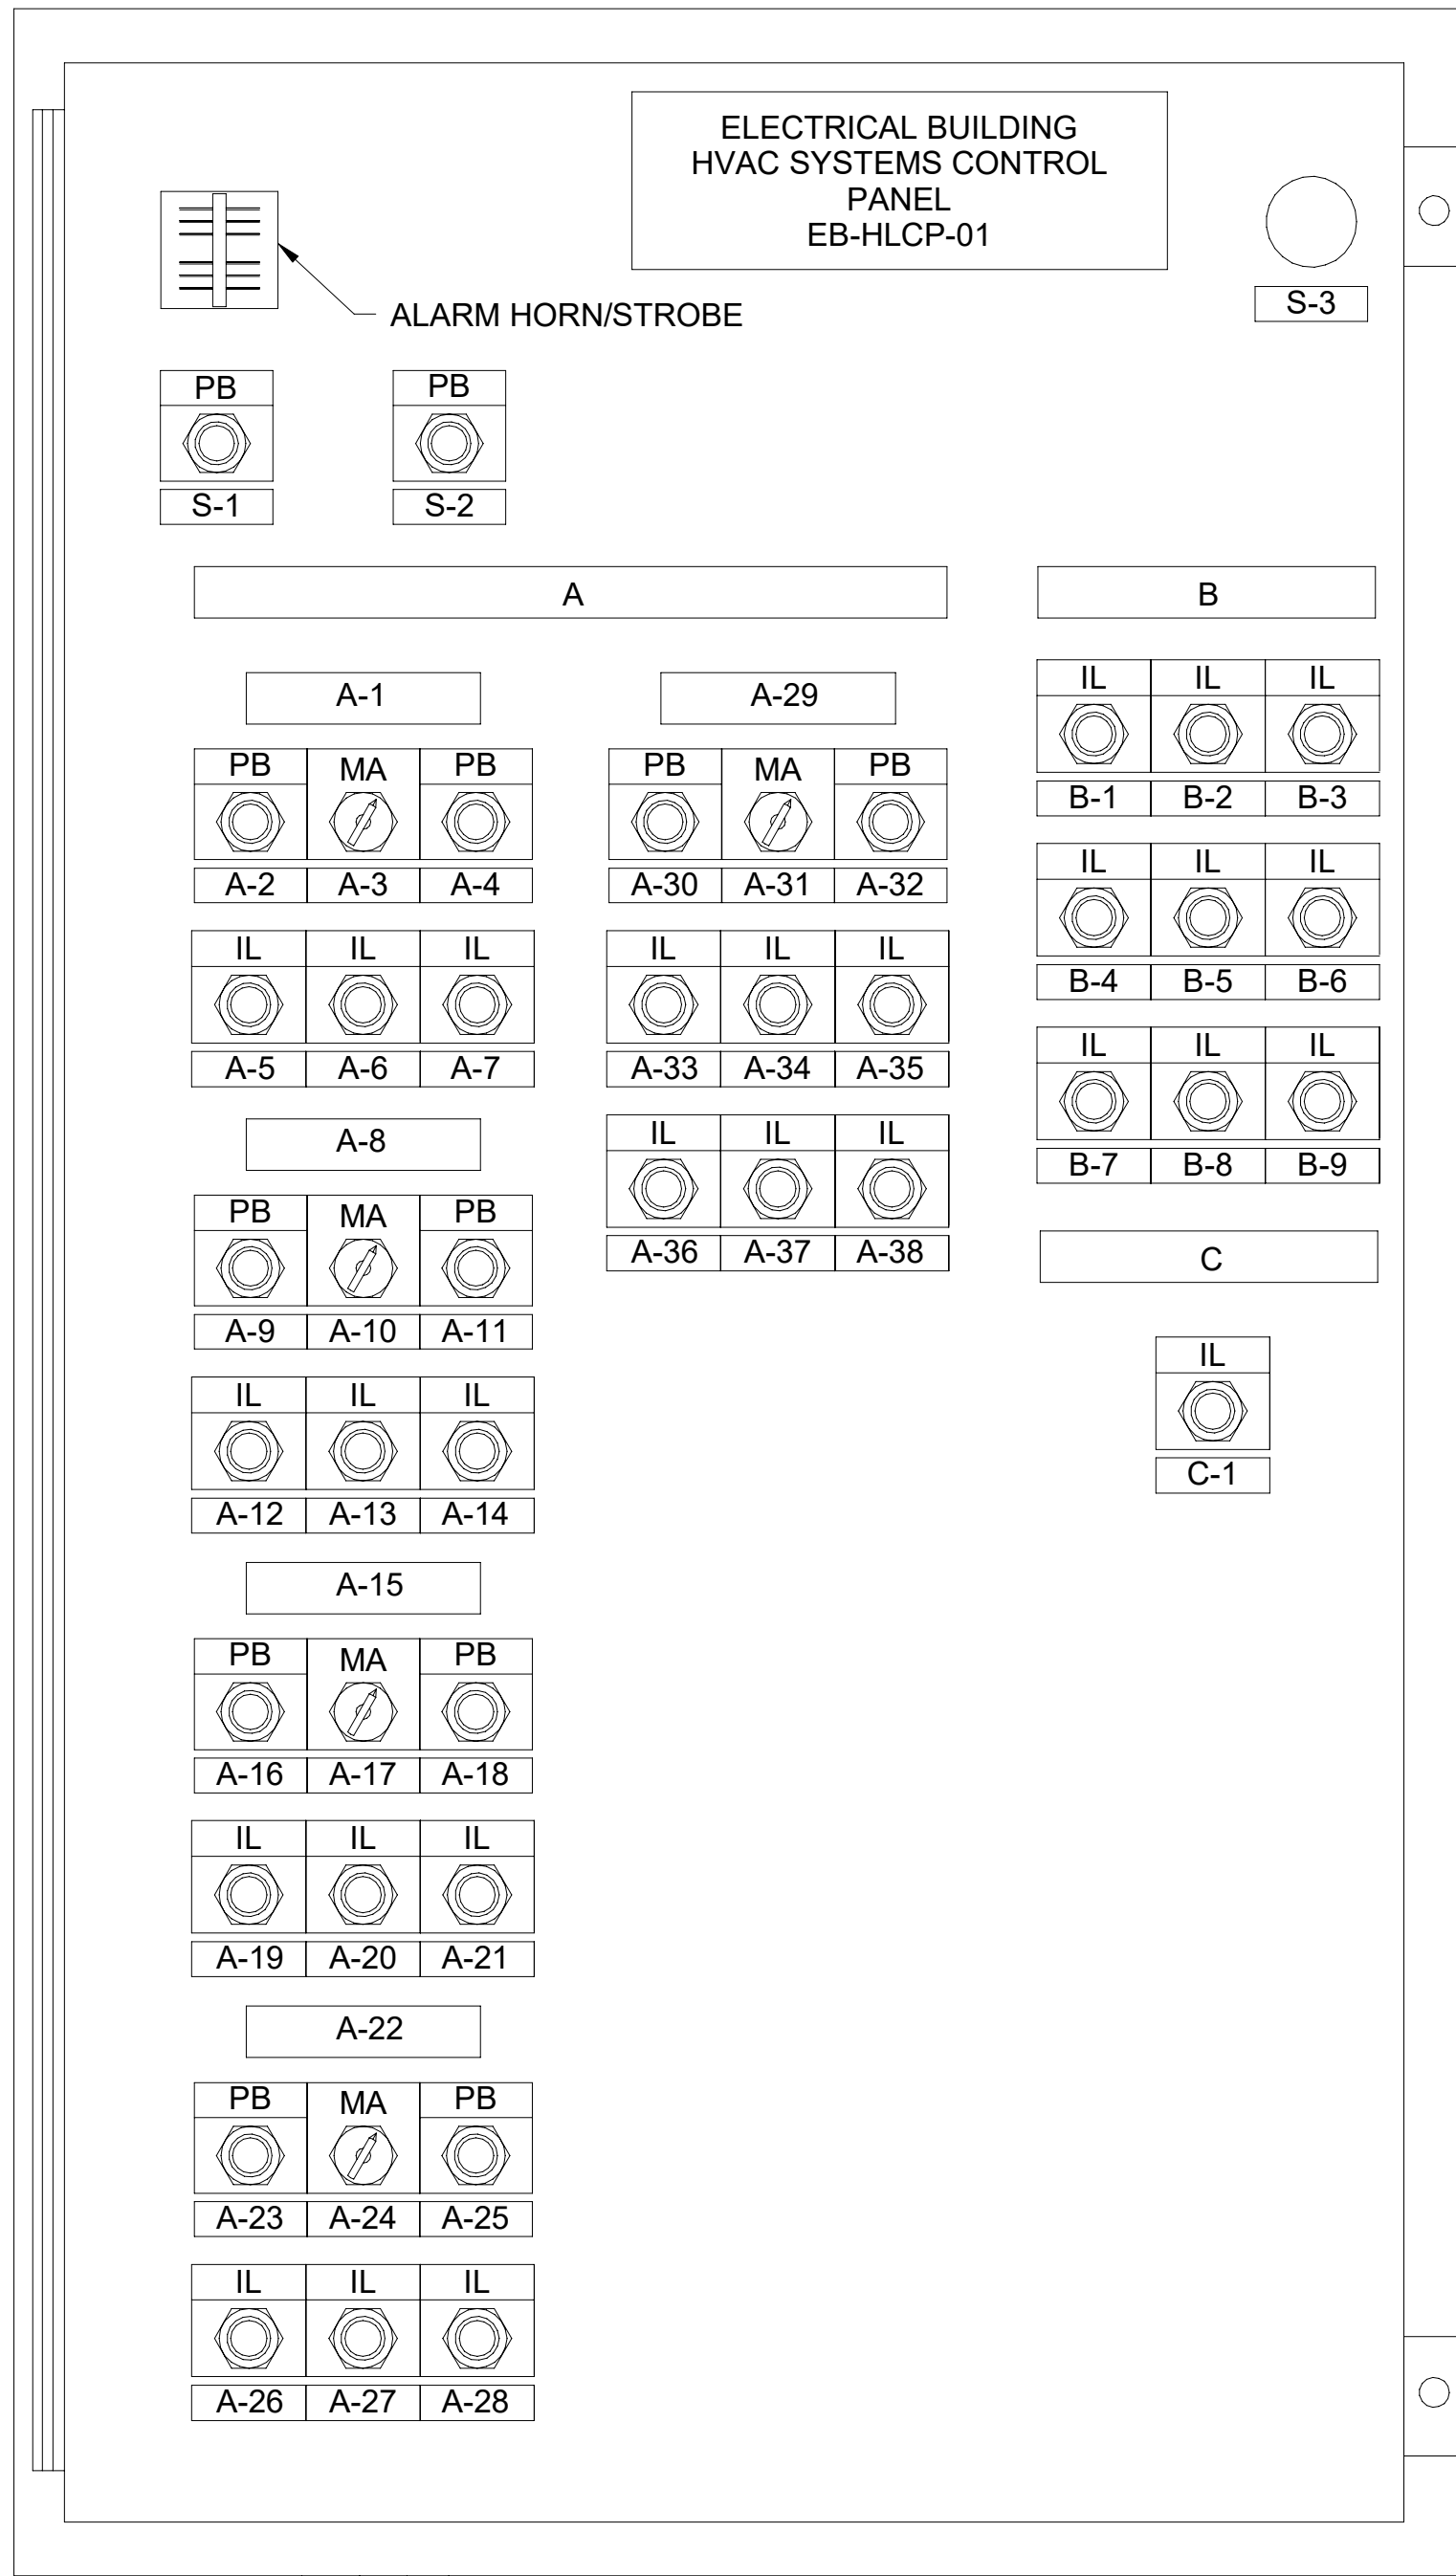 ELECTRICAL BUILDING
HVAC SYSTEMS CONTROL
PANEL
EB-HLCP-01
ALARM HORN/STROBE
S-3
PB PB
S-1 S-2
A
A-1
PB MA PB
A-2 A-3 A-4
IL IL IL
A-5 A-6 A-7
A-8
PB MA PB
A-9 A-10 A-11
IL IL IL
A-12 A-13 A-14
A-15
PB MA PB
A-16 A-17 A-18
IL IL IL
A-19 A-20 A-21
A-22
PB MA PB
A-23 A-24 A-25
IL IL IL
A-26 A-27 A-28
A-29
PB MA PB
A-30 A-31 A-32
IL IL IL
A-33 A-34 A-35
IL IL IL
A-36 A-37 A-38
B
IL IL IL
B-1 B-2 B-3
IL IL IL
B-4 B-5 B-6
IL IL IL
B-7 B-8 B-9
C
IL
C-1